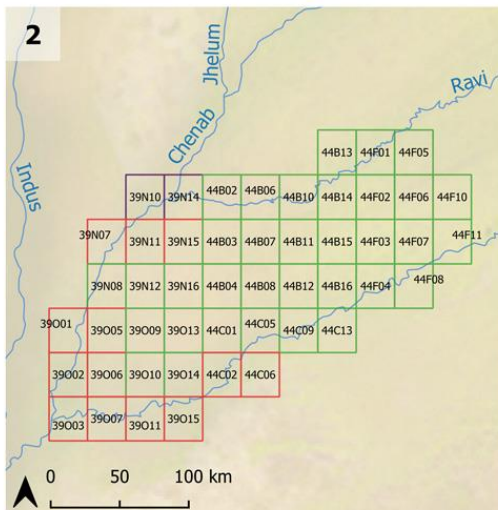 2
Jhelum
Chenab
Ravi
Indus
44B13 44F01 44F05
39N10 39N14 44B02 44B06 44B10 44B14 44F02 44F06 44F10
39N07 39N11 39N15 44B03 44B07 44B11 44B15 44F03 44F07 44F11
39N08 39N12 39N16 44B04 44B08 44B12 44B16 44F04 44F08
39O01 39O05 39O09 39O13 44C01 44C05 44C09 44C13
39O02 39O06 39O10 39O14 44C02 44C06
39O03 39O07 39O11 39O15
0 50 100 km